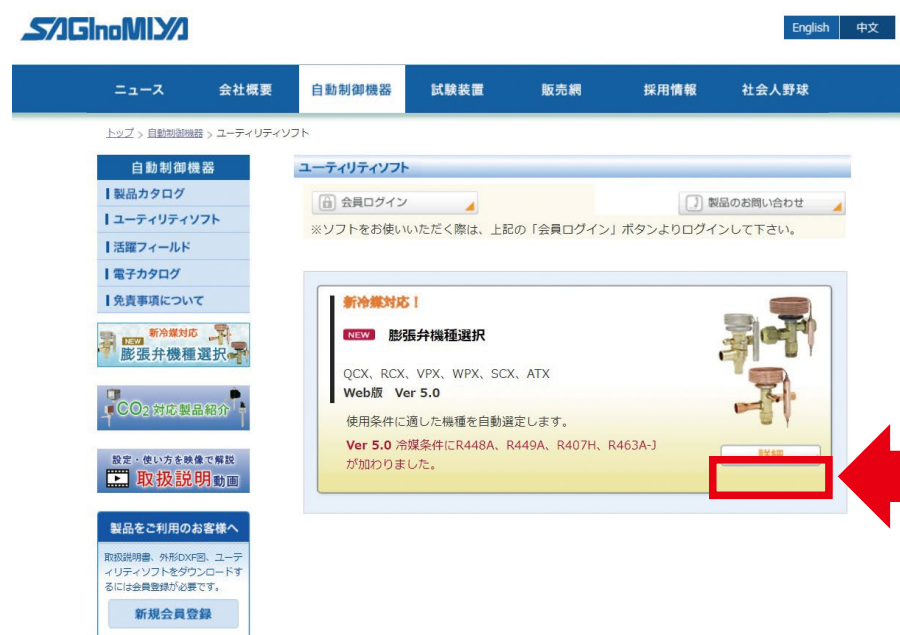 SAGInoMIYA
English 中文
ニュース 会社概要 自動制御機器 試験装置 販売網 採用情報 社会人野球
トップ > 自動制御機器 > ユーティリティソフト
自動制御機器
製品カタログ
ユーティリティソフト
活躍フィールド
電子カタログ
免責事項について
新冷媒対応
NEW
膨張弁機種選択
CO2対応製品紹介
設定・使い方を映像で解説
取扱説明動画
製品をご利用のお客様へ
取扱説明書、外形DXF図、ユーテ
ィリティソフトをダウンロードす
るには会員登録が必要です。
新規会員登録
ユーティリティソフト
会員ログイン
製品のお問い合わせ
※ソフトをお使いいただく際は、上記の「会員ログイン」ボタンよりログインして下さい。
新冷媒対応！
NEW 膨張弁機種選択
QCX、RCX、VPX、WPX、SCX、ATX
Web版 Ver 5.0
使用条件に適した機種を自動選定します。
Ver 5.0 冷媒条件にR448A、R449A、R407H、R463A-J
が加わりました。
詳細